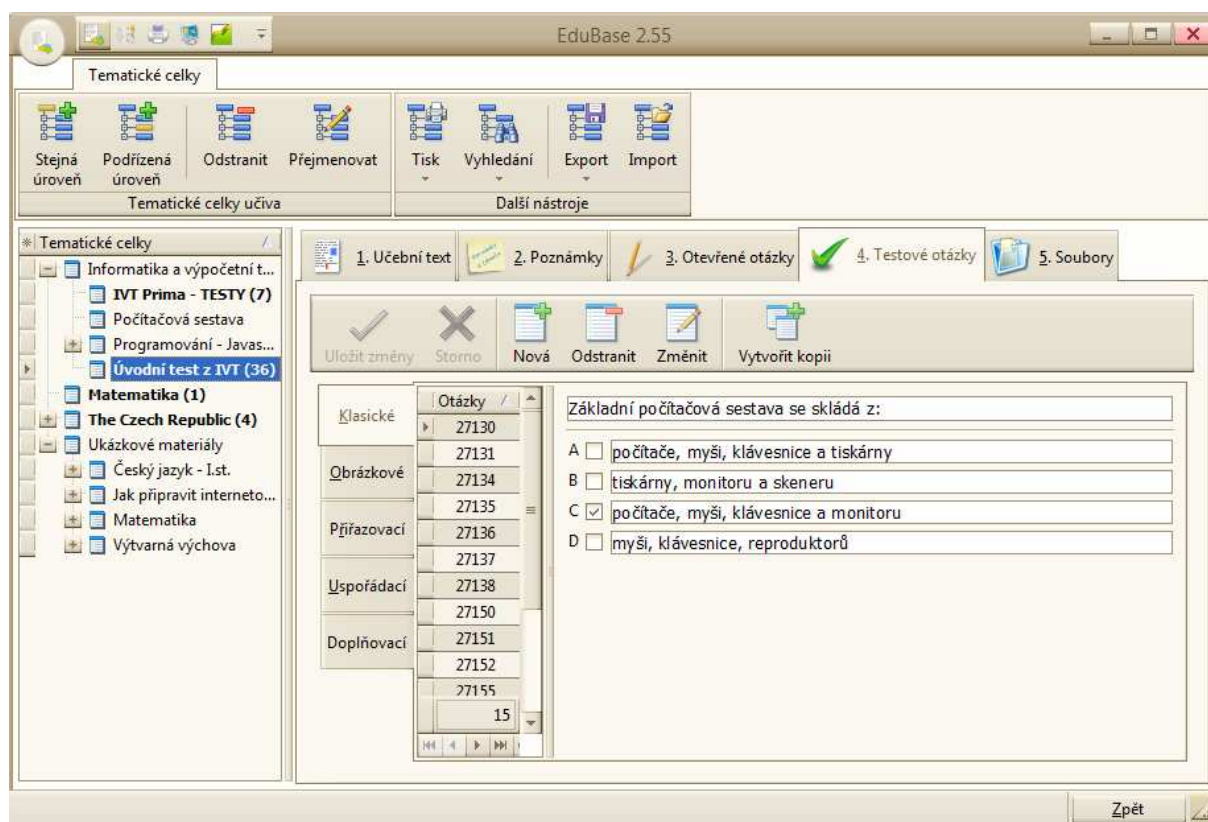 EduBase 2.55
Tematické celky
Stejná úroveň
Podřízená úroveň
Odstranit
Přejmenovat
Tisk
Vyhledání
Export
Import
Tematické celky učiva
Další nástroje
Tematické celky
Informatika a výpočetní t...
IVT Prima - TESTY (7)
Počítačová sestava
Programování - Javas...
Úvodní test z IVT (36)
Matematika (1)
The Czech Republic (4)
Ukázkové materiály
Český jazyk - I.st.
Jak připravit interneto...
Matematika
Výtvarná výchova
1. Učební text
2. Poznámky
3. Otevřené otázky
4. Testové otázky
5. Soubory
Uložit změny
Storno
Nová
Odstranit
Změnit
Vytvořit kopii
Klasické
Obrázkové
Přiřazovací
Uspořádací
Doplňovací
Otázky
27130
27131
27134
27135
27136
27137
27138
27150
27151
27152
27155
15
Základní počítačová sestava se skládá z:
A počítače, myši, klávesnice a tiskárny
B tiskárny, monitoru a skeneru
C počítače, myši, klávesnice a monitoru
D myši, klávesnice, reproduktorů
Zpět